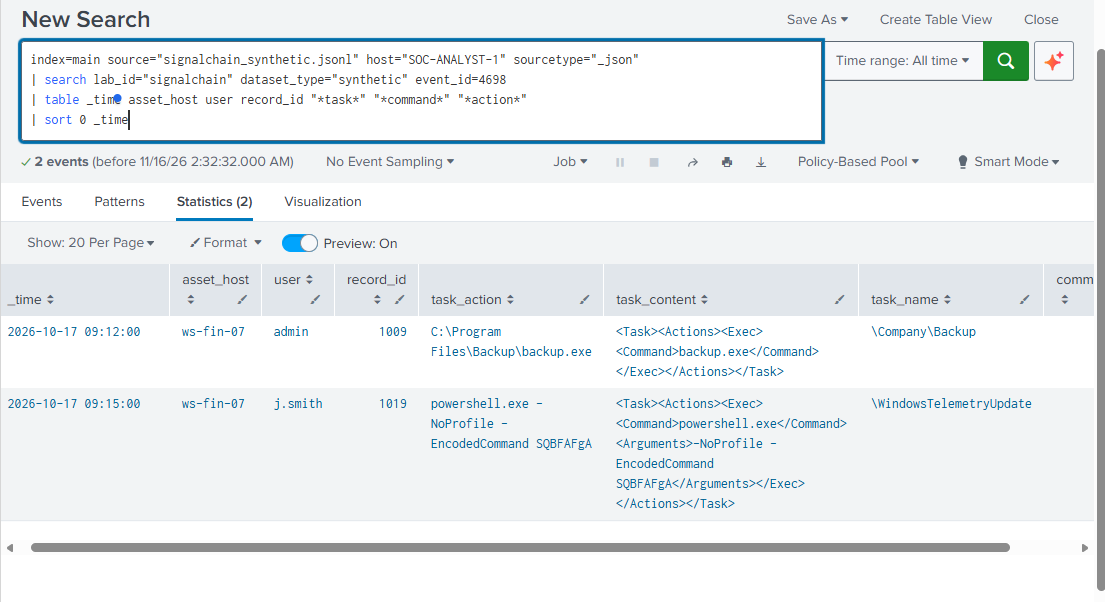 New Search
Save As Create Table View Close
index=main source="signalchain_synthetic.jsonl" host="SOC-ANALYST-1" sourcetype="_json"
| search lab_id="signalchain" dataset_type="synthetic" event_id=4698
| table _time asset_host user record_id "*task*" "*command*" "*action*"
| sort 0 _time
Time range: All time
2 events (before 11/16/26 2:32:32.000 AM)
No Event Sampling
Job
Policy-Based Pool
Smart Mode
Events Patterns Statistics (2) Visualization
Show: 20 Per Page Format Preview: On
_time asset_host user record_id task_action task_content task_name comm
2026-10-17 09:12:00 ws-fin-07 admin 1009 C:\Program <Task><Actions><Exec> \Company\Backup
Files\Backup\backup.exe <Command>backup.exe</Command>
</Exec></Actions></Task>
2026-10-17 09:15:00 ws-fin-07 j.smith 1019 powershell.exe - <Task><Actions><Exec> \WindowsTelemetryUpdate
NoProfile - <Command>powershell.exe</Command>
EncodedCommand SQBFAFgA <Arguments>-NoProfile -
EncodedCommand
SQBFAFgA</Arguments></Exec>
</Actions></Task>